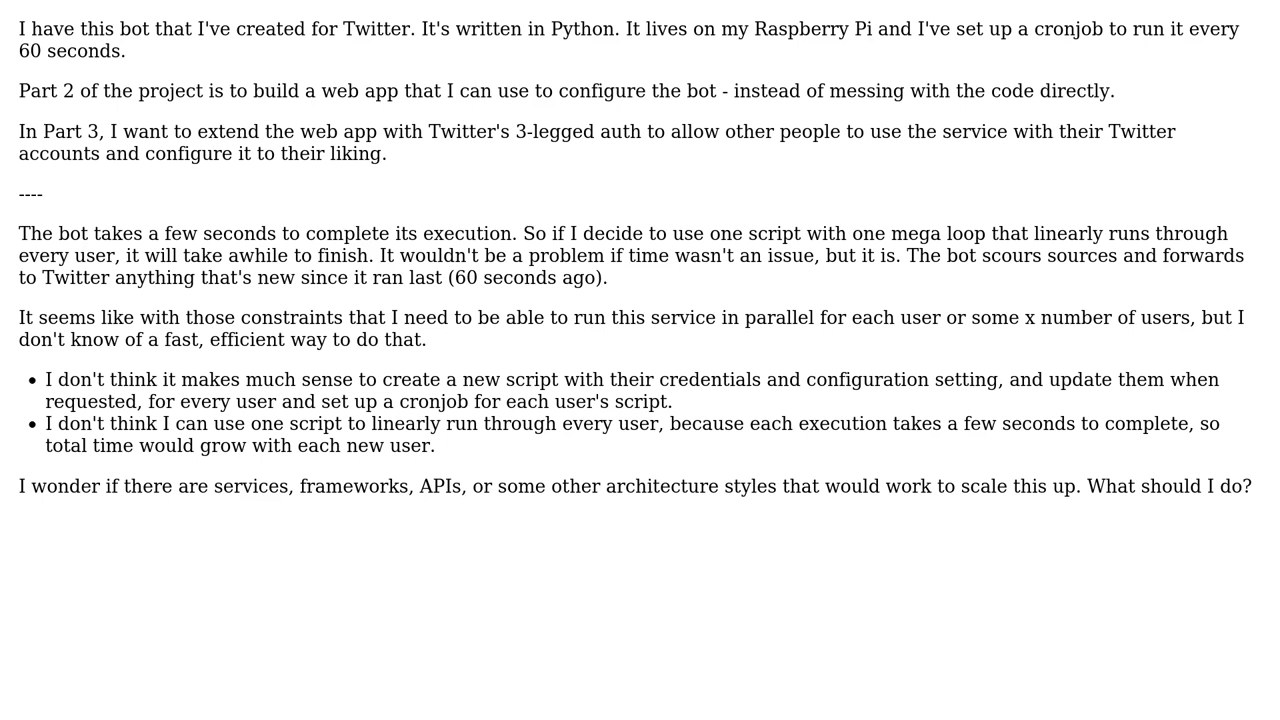 I have this bot that I've created for Twitter. It's written in Python. It lives on my Raspberry Pi and I've set up a cronjob to run it every
60 seconds.
Part 2 of the project is to build a web app that I can use to configure the bot - instead of messing with the code directly.
In Part 3, I want to extend the web app with Twitter's 3-legged auth to allow other people to use the service with their Twitter
accounts and configure it to their liking.
----
The bot takes a few seconds to complete its execution. So if I decide to use one script with one mega loop that linearly runs through
every user, it will take awhile to finish. It wouldn't be a problem if time wasn't an issue, but it is. The bot scours sources and forwards
to Twitter anything that's new since it ran last (60 seconds ago).
It seems like with those constraints that I need to be able to run this service in parallel for each user or some x number of users, but I
don't know of a fast, efficient way to do that.
• I don't think it makes much sense to create a new script with their credentials and configuration setting, and update them when
requested, for every user and set up a cronjob for each user's script.
• I don't think I can use one script to linearly run through every user, because each execution takes a few seconds to complete, so
total time would grow with each new user.
I wonder if there are services, frameworks, APIs, or some other architecture styles that would work to scale this up. What should I do?